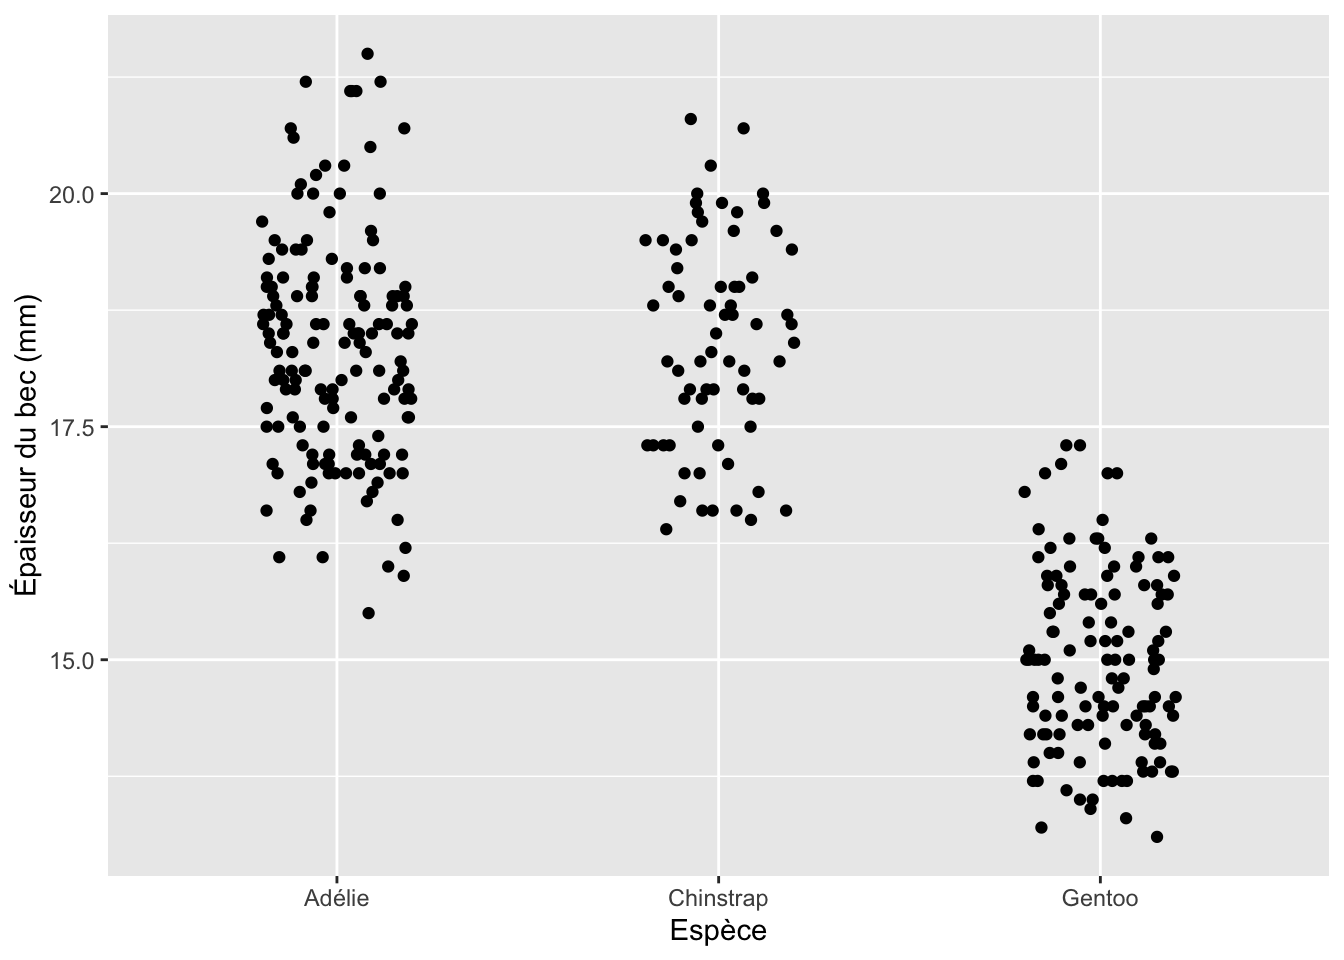 Épaisseur du bec (mm)
20.0
17.5
15.0
Adélie Chinstrap Gentoo
Espèce